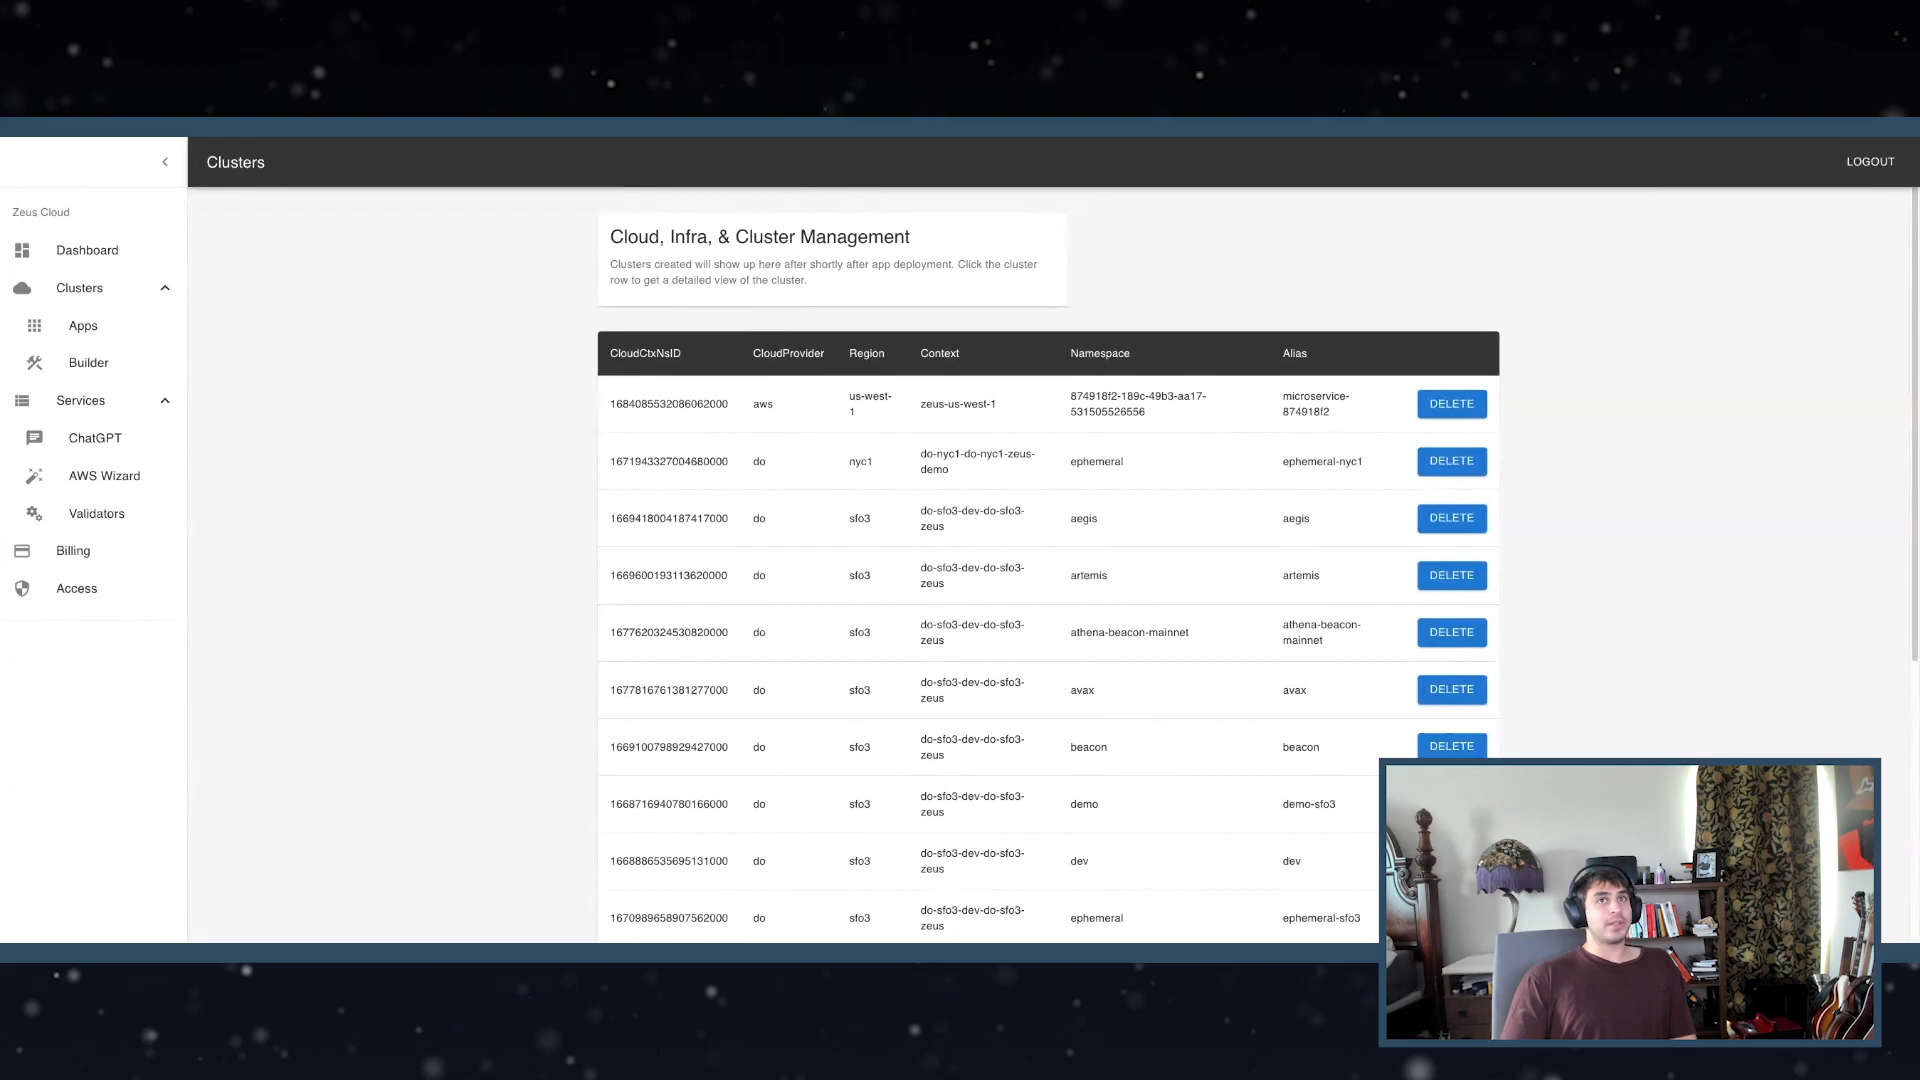 Clusters
LOGOUT
Zeus Cloud
Dashboard
Clusters
Apps
Builder
Services
ChatGPT
AWS Wizard
Validators
Billing
Access
Cloud, Infra, & Cluster Management
Clusters created will show up here after shortly after app deployment. Click the cluster
row to get a detailed view of the cluster.
CloudCtxNsID CloudProvider Region Context Namespace Alias
1684085532086062000 aws us-west-1 zeus-us-west-1 874918f2-189c-49b3-aa17-531505526556 microservice-874918f2 DELETE
1671943327004680000 do nyc1 do-nyc1-do-nyc1-zeus-demo ephemeral ephemeral-nyc1 DELETE
1669418004187417000 do sfo3 do-sfo3-dev-do-sfo3-zeus aegis aegis DELETE
1669600193113620000 do sfo3 do-sfo3-dev-do-sfo3-zeus artemis artemis DELETE
1677620324530820000 do sfo3 do-sfo3-dev-do-sfo3-zeus athena-beacon-mainnet athena-beacon-mainnet DELETE
1677816761381277000 do sfo3 do-sfo3-dev-do-sfo3-zeus avax avax DELETE
1669100798929427000 do sfo3 do-sfo3-dev-do-sfo3-zeus beacon beacon DELETE
1668716940780166000 do sfo3 do-sfo3-dev-do-sfo3-zeus demo demo-sfo3
1668886535695131000 do sfo3 do-sfo3-dev-do-sfo3-zeus dev dev
1670989658907562000 do sfo3 do-sfo3-dev-do-sfo3-zeus ephemeral ephemeral-sfo3